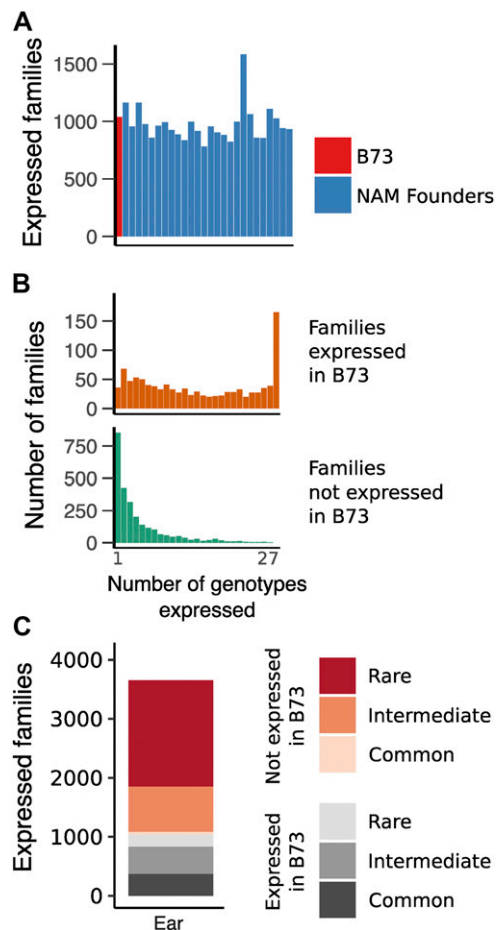 A
Expressed families
1500
1000
500
0
B73
NAM Founders
B
Number of families
150
100
50
0
Families
expressed
in B73
750
500
250
0
Families
not expressed
in B73
1
27
Number of genotypes
expressed
C
Expressed families
4000
3000
2000
1000
0
Ear
Not expressed
in B73
Rare
Intermediate
Common
Expressed
in B73
Rare
Intermediate
Common